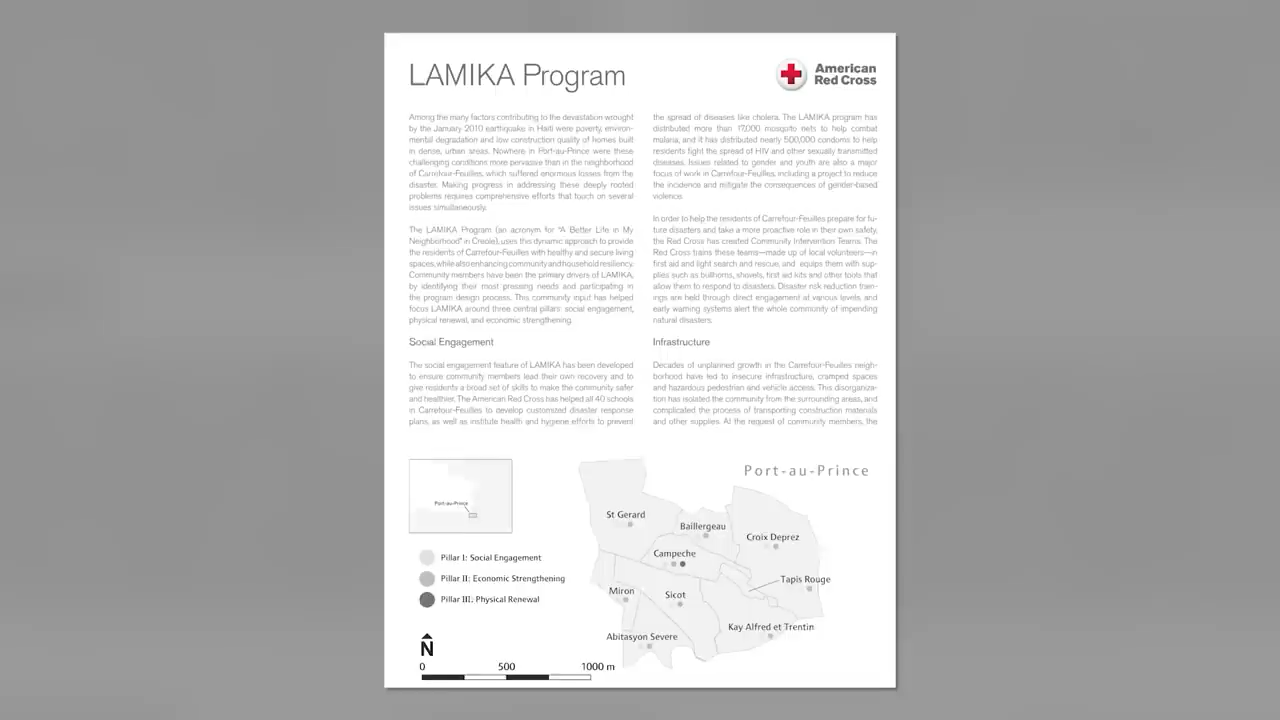 LAMIKA Program
American
Red Cross
Among the many factors contributing to the devastation wrought
by the January 2010 earthquake in Haiti were poverty, environ-
mental degradation and low construction quality of homes built
in dense, urban areas. Nowhere in Port-au-Prince were these
challenging conditions more pervasive than in the neighborhood
of Carrefour-Feuilles, which suffered enormous losses from the
disaster. Making progress in addressing these deeply rooted
problems requires comprehensive efforts that touch on several
issues simultaneously.
The LAMIKA Program (an acronym for "A Better Life in My
Neighborhood" in Creole), uses this dynamic approach to provide
the residents of Carrefour-Feuilles with healthy and secure living
spaces, while also enhancing community and household resiliency.
Community members have been the primary drivers of LAMIKA,
by identifying their most pressing needs and participating in
the program design process. This community input has helped
focus LAMIKA around three central pillars: social engagement,
physical renewal, and economic strengthening.
Social Engagement
The social engagement feature of LAMIKA has been developed
to ensure community members lead their own recovery and to
give residents a broad set of skills to make the community safer
and healthier. The American Red Cross has helped all 40 schools
in Carrefour-Feuilles to develop customized disaster response
plans, as well as institute health and hygiene efforts to prevent
the spread of diseases like cholera. The LAMIKA program has
distributed more than 17,000 mosquito nets to help combat
malaria, and it has distributed nearly 500,000 condoms to help
residents fight the spread of HIV and other sexually transmitted
diseases. Issues related to gender and youth are also a major
focus of work in Carrefour-Feuilles, including a project to reduce
the incidence and mitigate the consequences of gender-based
violence.
In order to help the residents of Carrefour-Feuilles prepare for fu-
ture disasters and take a more proactive role in their own safety,
the Red Cross has created Community Intervention Teams. The
Red Cross trains these teams—made up of local volunteers—in
first aid and light search and rescue, and equips them with sup-
plies such as bullhorns, shovels, first aid kits and other tools that
allow them to respond to disasters. Disaster risk reduction train-
ings are held through direct engagement at various levels, and
early warning systems alert the whole community of impending
natural disasters.
Infrastructure
Decades of unplanned growth in the Carrefour-Feuilles neigh-
borhood have led to insecure infrastructure, cramped spaces
and hazardous pedestrian and vehicle access. This disorganiza-
tion has isolated the community from the surrounding areas, and
complicated the process of transporting construction materials
and other supplies. At the request of community members, the
Port-au-Prince
Port-au-Prince
St Gerard
Baillergeau
Croix Deprez
Campeche
Tapis Rouge
Miron
Sicot
Kay Alfred et Trentin
Abitasyon Severe
Pillar I: Social Engagement
Pillar II: Economic Strengthening
Pillar III: Physical Renewal
N
0 500 1000 m